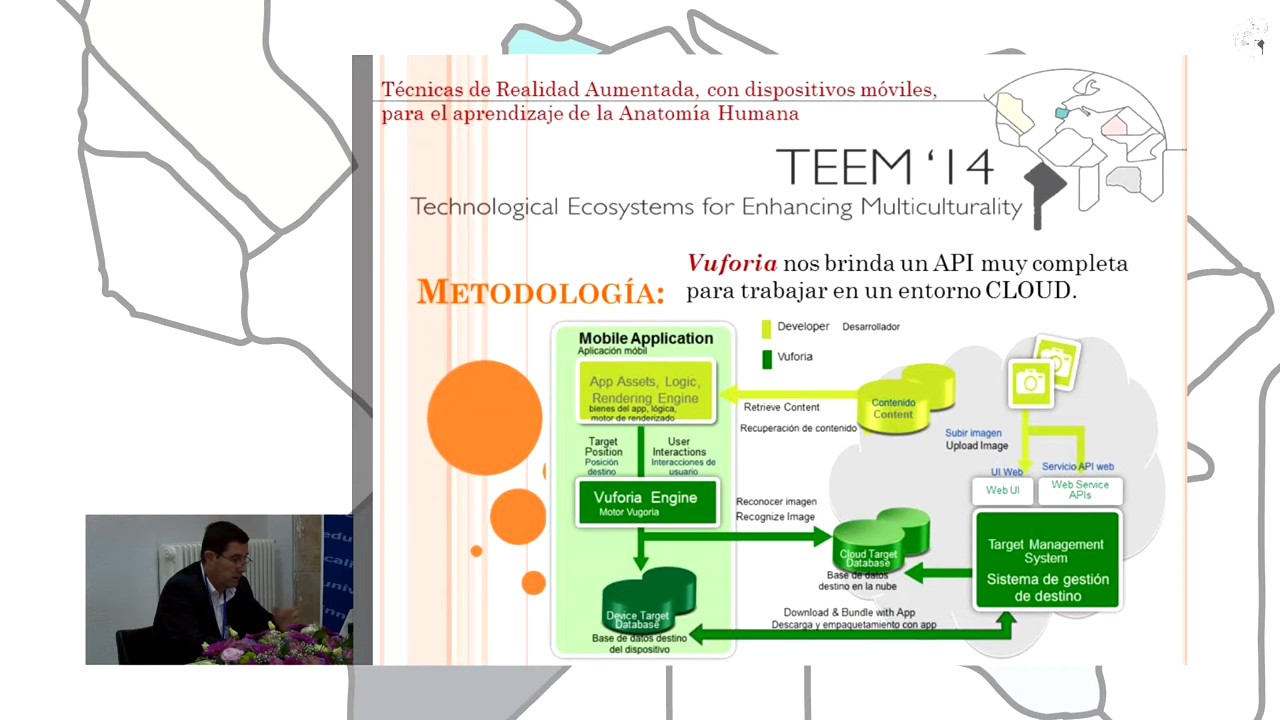 Técnicas de Realidad Aumentada, con dispositivos móviles,
para el aprendizaje de la Anatomía Humana
TEEM ‘14
Technological Ecosystems for Enhancing Multiculturality
Vuforia nos brinda un API muy completa
para trabajar en un entorno CLOUD.
METODOLOGÍA:
Developer Desarrollador
Vuforia
Mobile Application
Aplicación móbil
App Assets, Logic,
Rendering Engine
bienes del app, lógica,
motor de renderizado
Retrieve Content
Recuperación de contenido
Contenido
Content
Subir imagen
Upload Image
Target
Position
Posición
destino
User
Interactions
Interacciones de
usuario
UI Web
Servicio API web
Web UI
Web Service
APIs
Vuforia Engine
Motor Vugoria
Reconocer imagen
Recognize Image
Cloud Target
Database
Base de datos
destino en la nube
Target Management
System
Sistema de gestión
de destino
Device Target
Database
Base de datos destino
del dispositivo
Download & Bundle with App
Descarga y empaquetamiento con app
edu
cali
univ